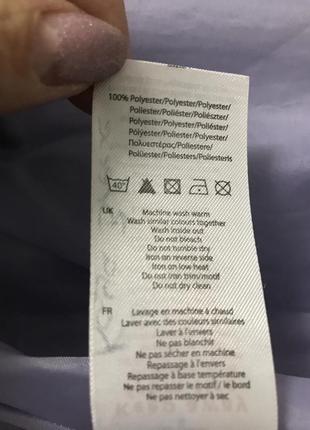 100% Polyester/Polyester/Polyester/
Poliester/Poliéster/Poliészter/
Polyester/Polyester/Poliéster/
Pólýester/Poliester/Polyester/
Πολυεστέρας/Poliestere/
Polüester/Poliesters/Poliesteris
40°
UK
Machine wash warm
Wash similar colours together
Wash inside out
Do not bleach
Do not tumble dry
Iron on reverse side
Iron on low heat
Do not iron trim/motif
Do not dry clean
FR
Lavage en machine à chaud
Laver avec des couleurs similaires
Laver à l'envers
Ne pas blanchir
Ne pas sécher en machine
Repassage à l'envers
Repassage à base température
Ne pas repasser le motif / le bord
Ne pas nettoyer à sec